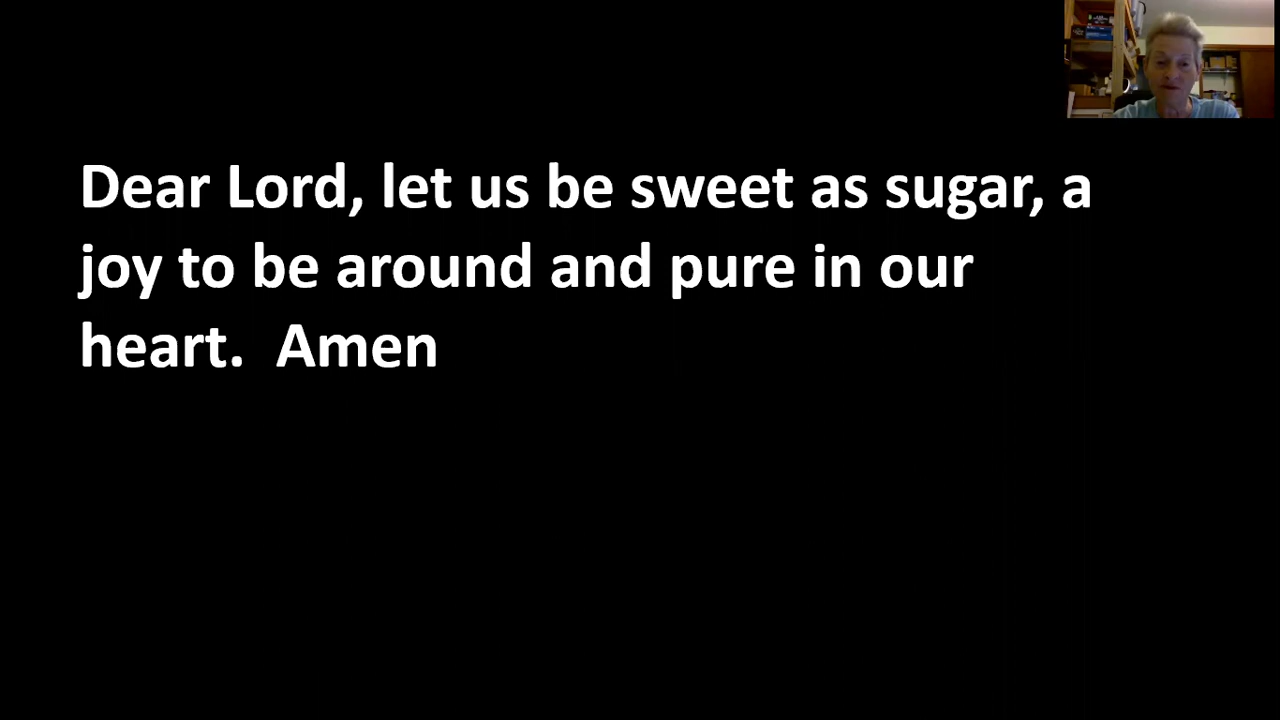 Dear Lord, let us be sweet as sugar, a
joy to be around and pure in our
heart.  Amen